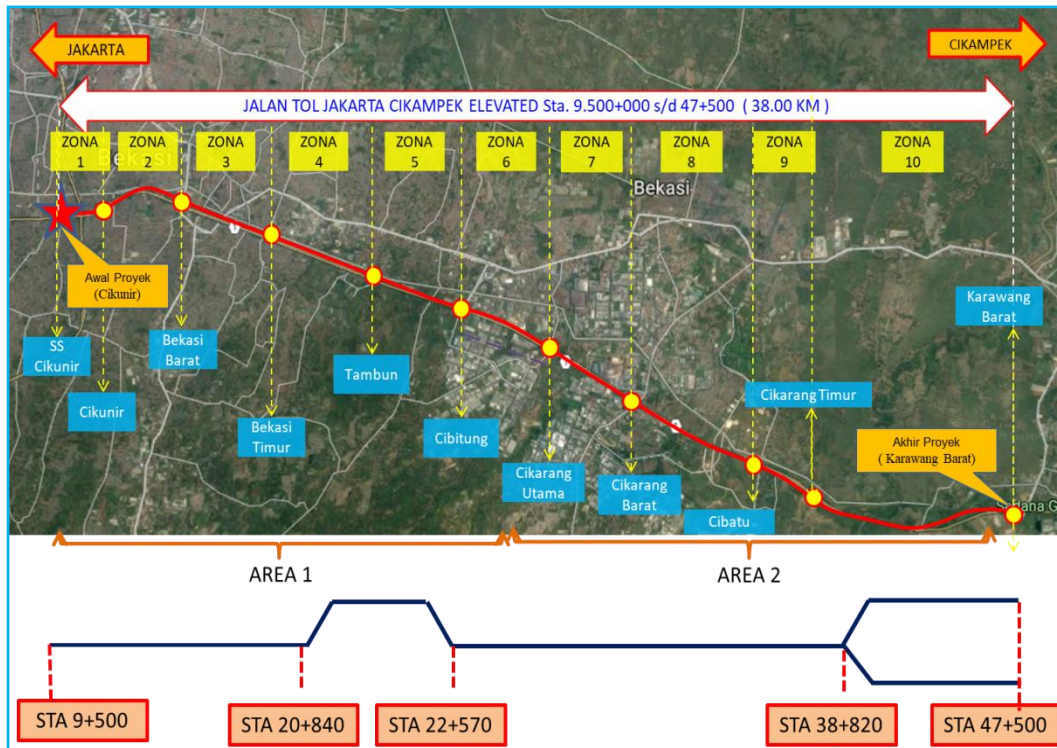 JAKARTA
CIKAMPEK
JALAN TOL JAKARTA CIKAMPEK ELEVATED Sta. 9.500+000 s/d 47+500 ( 38.00 KM )
ZONA
1
ZONA
2
ZONA
3
ZONA
4
ZONA
5
ZONA
6
ZONA
7
ZONA
8
ZONA
9
ZONA
10
Bekasi
Bekasi
Awal Proyek
(Cikunir)
SS
Cikunir
Cikunir
Bekasi
Barat
Bekasi
Timur
Tambun
Cibitung
Cikarang
Utama
Cikarang
Barat
Cibatu
Cikarang Timur
Karawang
Barat
Akhir Proyek
( Karawang Barat)
AREA 1
AREA 2
STA 9+500
STA 20+840
STA 22+570
STA 38+820
STA 47+500